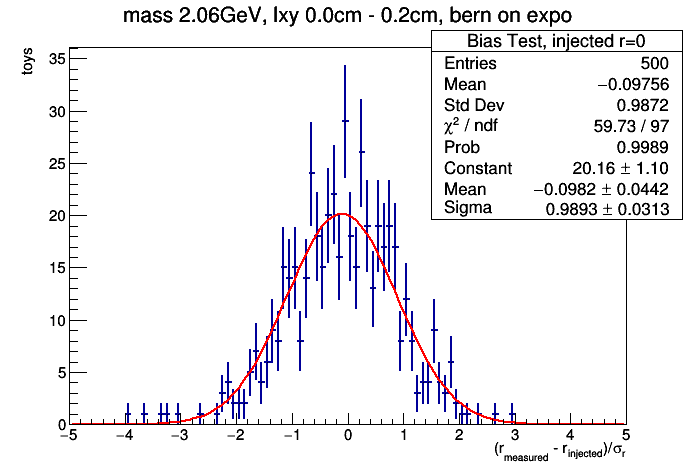 mass 2.06GeV, lxy 0.0cm - 0.2cm, bern on expo
toys
Bias Test, injected r=0
Entries 500
Mean −0.09756
Std Dev 0.9872
χ² / ndf 59.73 / 97
Prob 0.9989
Constant 20.16 ± 1.10
Mean −0.0982 ± 0.0442
Sigma 0.9893 ± 0.0313
35
30
25
20
15
10
5
0
−5 −4 −3 −2 −1 0 1 2 3 4 5
(r_measured - r_injected)/σ_r